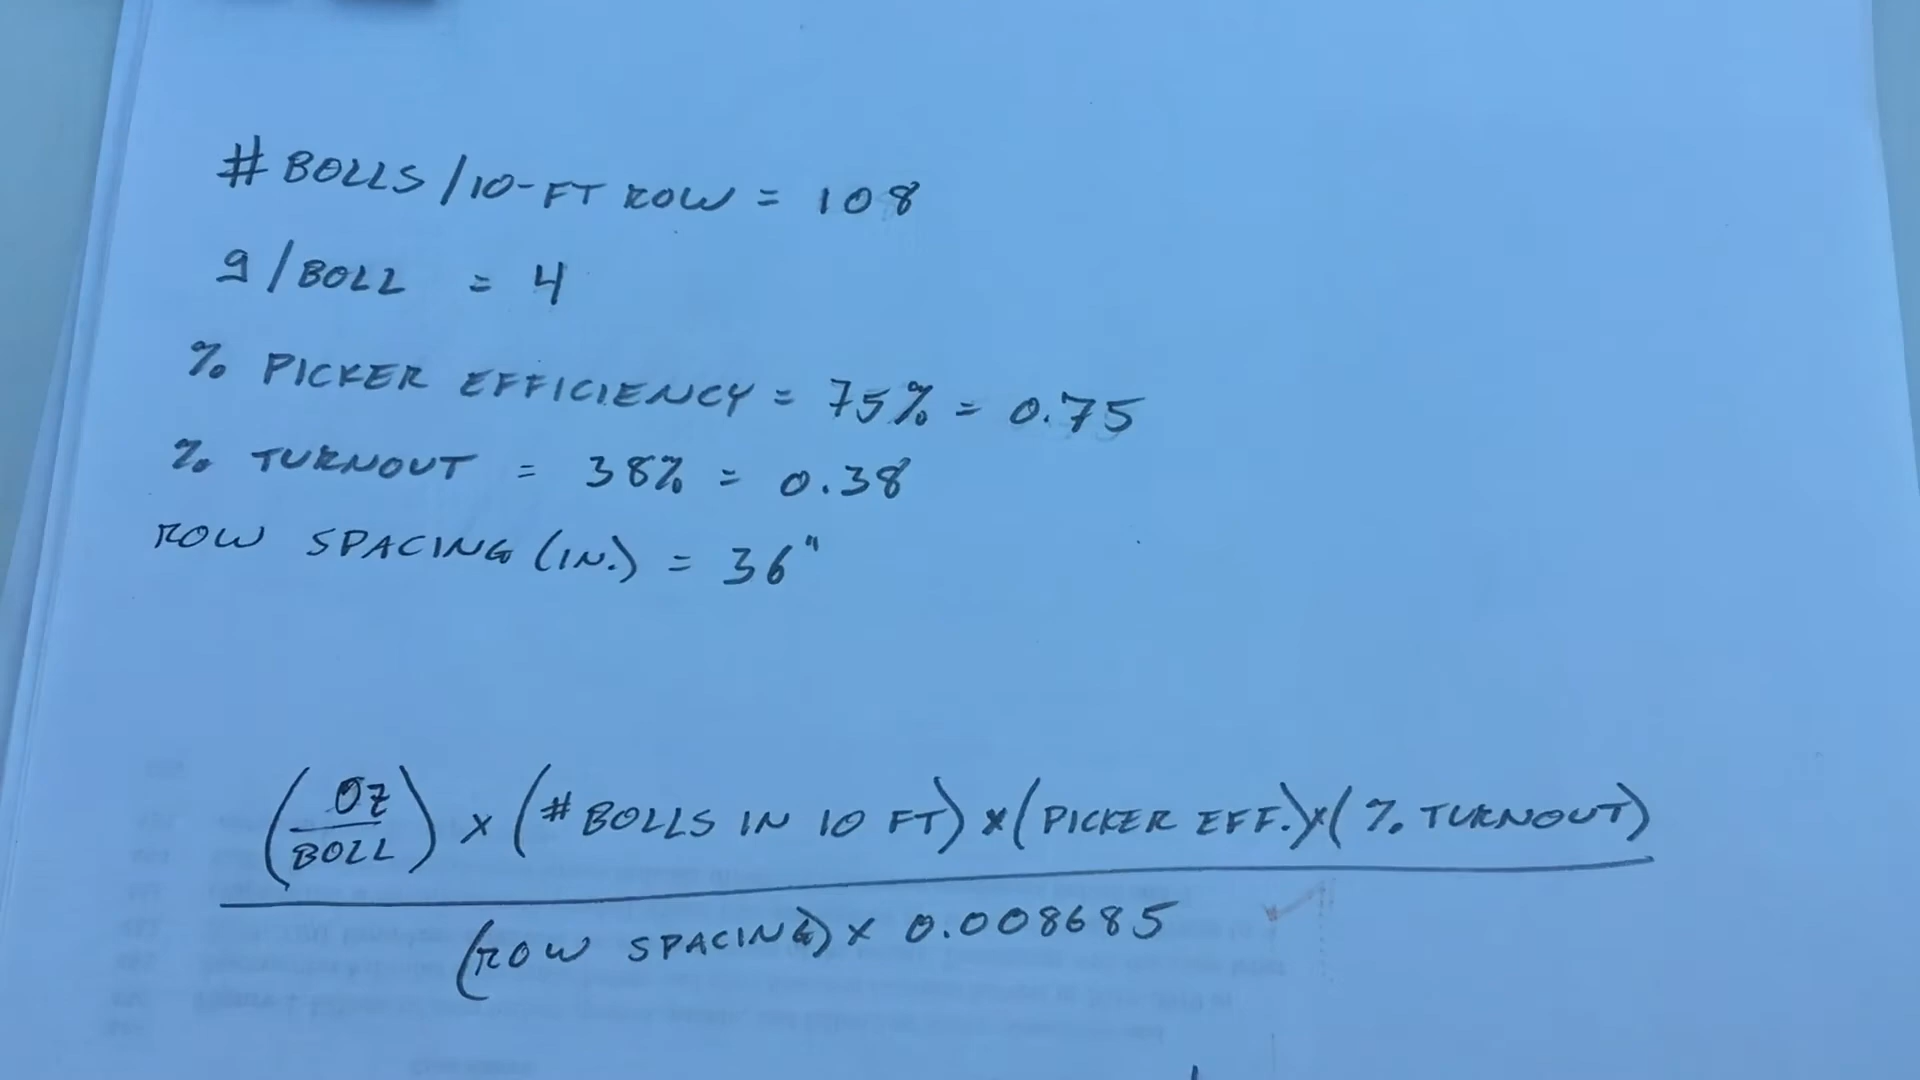 # BOLLS/10-FT ROW = 108
g/BOLL = 4
% PICKER EFFICIENCY = 75% = 0.75
% TURNOUT = 38% = 0.38
ROW SPACING (IN.) = 36"
(OZ/BOLL) x (# BOLLS IN 10 FT) x (PICKER EFF.) x (% TURNOUT)
(ROW SPACING) x 0.008685